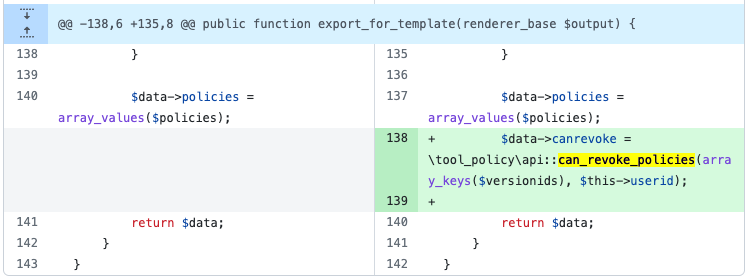 @@ -138,6 +135,8 @@ public function export_for_template(renderer_base $output) {
138 }
139
140 $data->policies =
array_values($policies);
141 return $data;
142 }
143 }
135 }
136
137 $data->policies =
array_values($policies);
138 + $data->canrevoke =
\tool_policy\api::can_revoke_policies(arra
y_keys($versionids), $this->userid);
139 +
140 return $data;
141 }
142 }